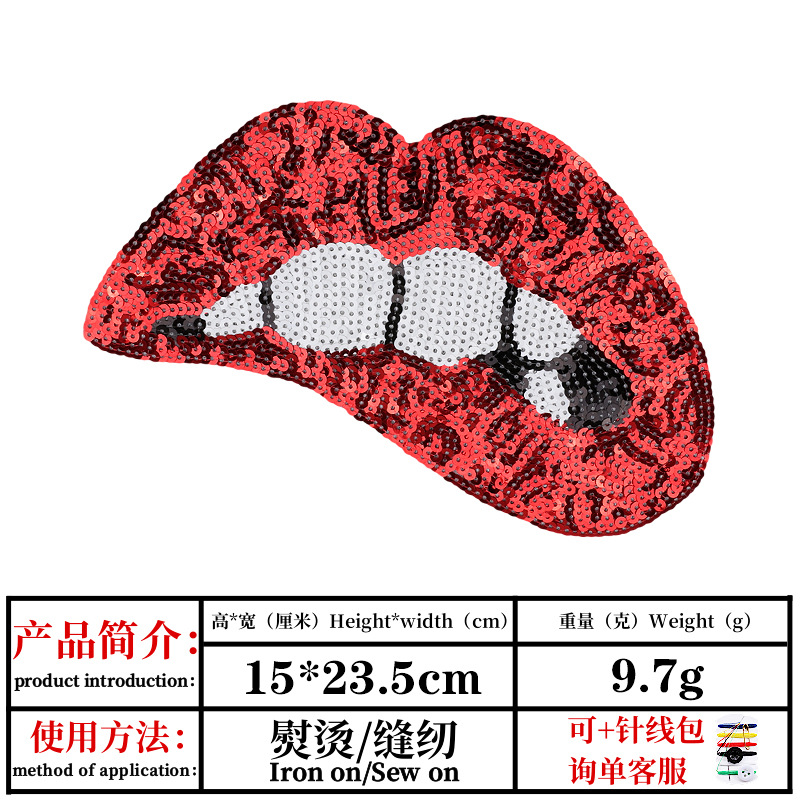 产品简介：
product introduction:
高*宽（厘米）Height*width（cm）
重量（克）Weight（g）
15*23.5cm
9.7g
使用方法：
method of application:
熨烫/缝纫
Iron on/Sew on
可+针线包
询单客服